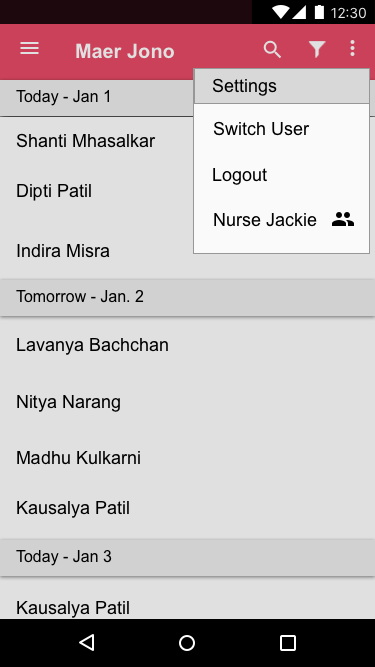 12:30
Maer Jono
Today - Jan 1
Settings
Shanti Mhasalkar
Switch User
Dipti Patil
Logout
Nurse Jackie
Indira Misra
Tomorrow - Jan. 2
Lavanya Bachchan
Nitya Narang
Madhu Kulkarni
Kausalya Patil
Today - Jan 3
Kausalya Patil